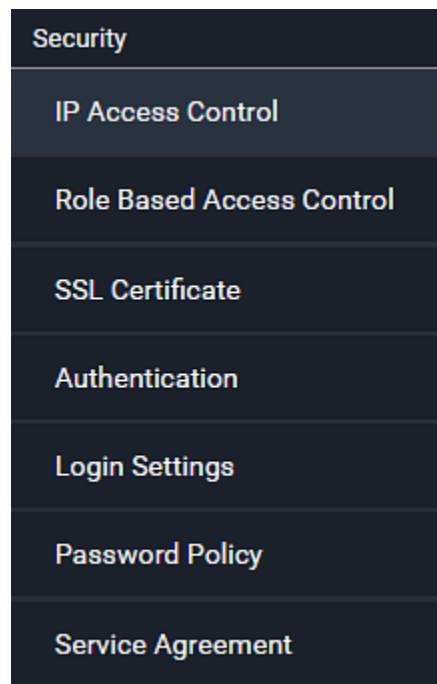 Security
IP Access Control
Role Based Access Control
SSL Certificate
Authentication
Login Settings
Password Policy
Service Agreement